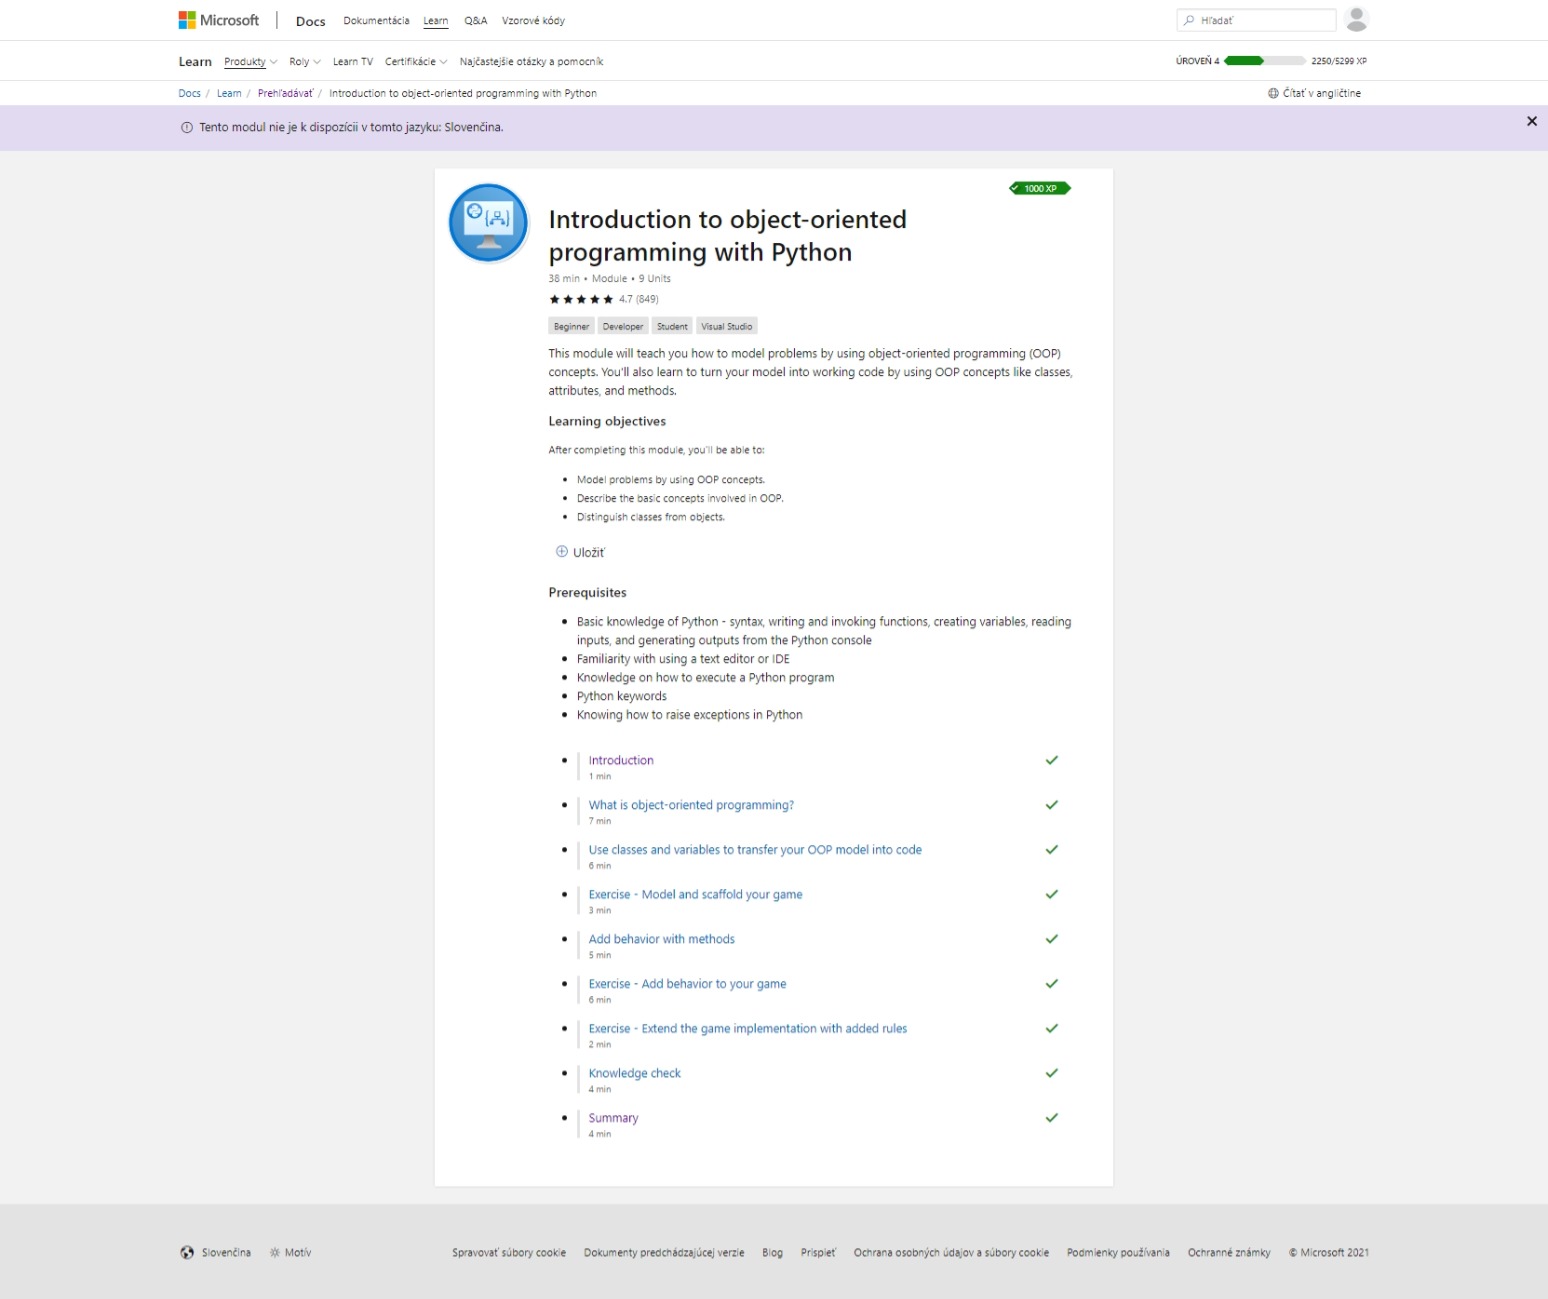 Microsoft
Docs Dokumentácia Learn Q&A Vzorové kódy
Hľadať
Learn Produkty Roly Learn TV Certifikácie Najčastejšie otázky a pomocník
ÚROVEŇ 4 2250/5299 XP
Docs / Learn / Prehľadávať / Introduction to object-oriented programming with Python
Čítať v angličtine
Tento modul nie je k dispozícii v tomto jazyku: Slovenčina.
1000 XP
Introduction to object-oriented
programming with Python
38 min • Module • 9 Units
4.7 (849)
Beginner Developer Student Visual Studio
This module will teach you how to model problems by using object-oriented programming (OOP)
concepts. You'll also learn to turn your model into working code by using OOP concepts like classes,
attributes, and methods.
Learning objectives
After completing this module, you'll be able to:
• Model problems by using OOP concepts.
• Describe the basic concepts involved in OOP.
• Distinguish classes from objects.
Uložiť
Prerequisites
• Basic knowledge of Python - syntax, writing and invoking functions, creating variables, reading
inputs, and generating outputs from the Python console
• Familiarity with using a text editor or IDE
• Knowledge on how to execute a Python program
• Python keywords
• Knowing how to raise exceptions in Python
• Introduction
1 min
• What is object-oriented programming?
7 min
• Use classes and variables to transfer your OOP model into code
6 min
• Exercise - Model and scaffold your game
3 min
• Add behavior with methods
5 min
• Exercise - Add behavior to your game
6 min
• Exercise - Extend the game implementation with added rules
2 min
• Knowledge check
4 min
• Summary
4 min
Slovenčina Motív Spravovať súbory cookie Dokumenty predchádzajúcej verzie Blog Prispieť Ochrana osobných údajov a súbory cookie Podmienky používania Ochranné známky © Microsoft 2021